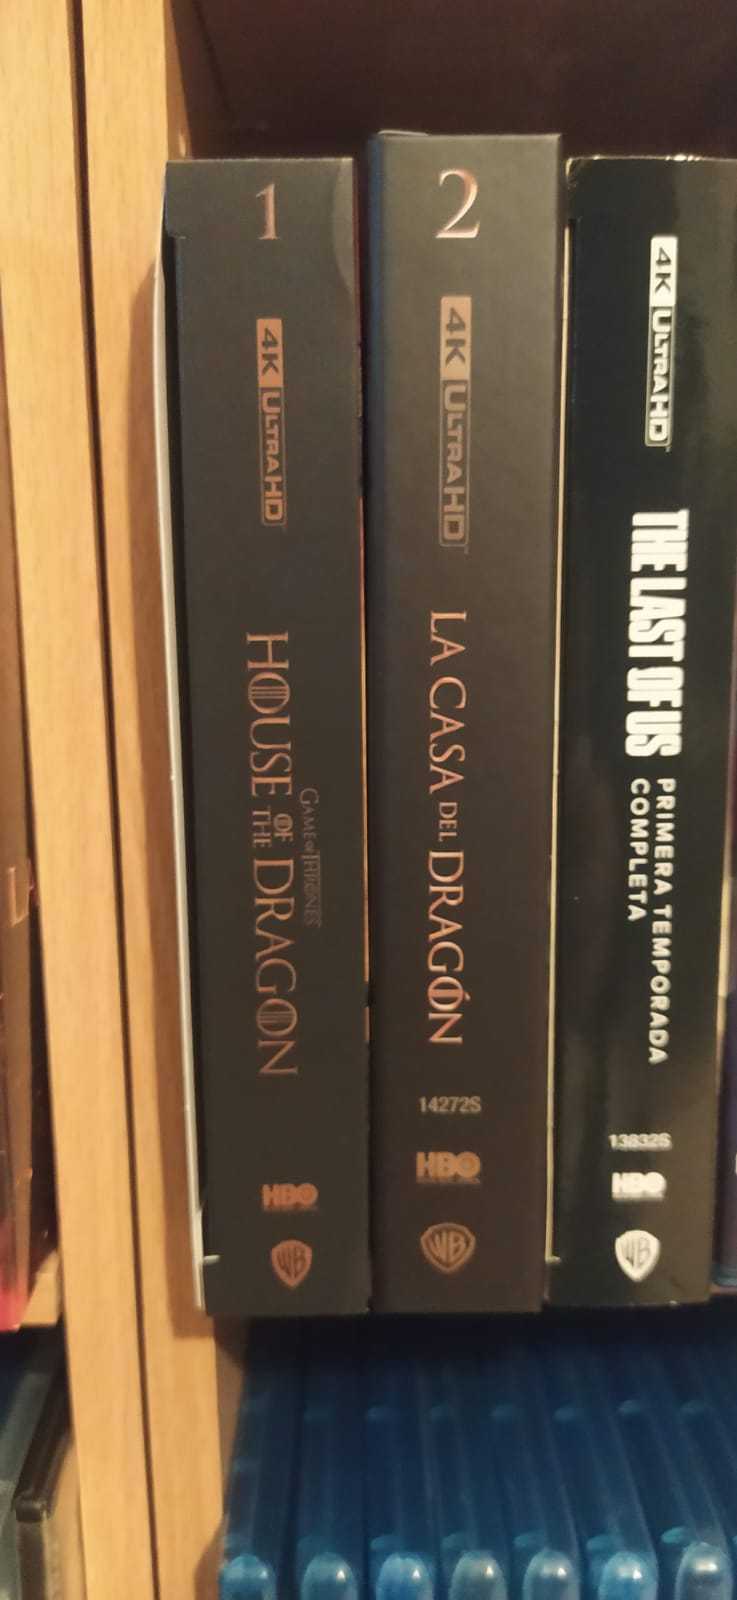 1
4K ULTRAHD
GAME OF THRONES
HOUSE OF THE DRAGON
HBO
WB
2
4K ULTRAHD
LA CASA DEL DRAGÓN
14272S
HBO
WB
4K ULTRAHD
THE LAST OF US
PRIMERA TEMPORADA
COMPLETA
13832S
HBO
WB